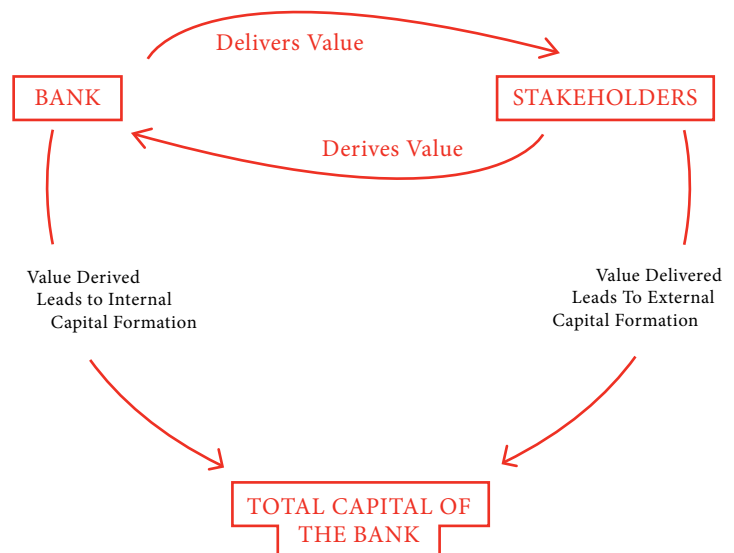 Delivers Value
BANK
STAKEHOLDERS
Derives Value
Value Derived
Leads to Internal
Capital Formation
Value Delivered
Leads To External
Capital Formation
TOTAL CAPITAL OF
THE BANK